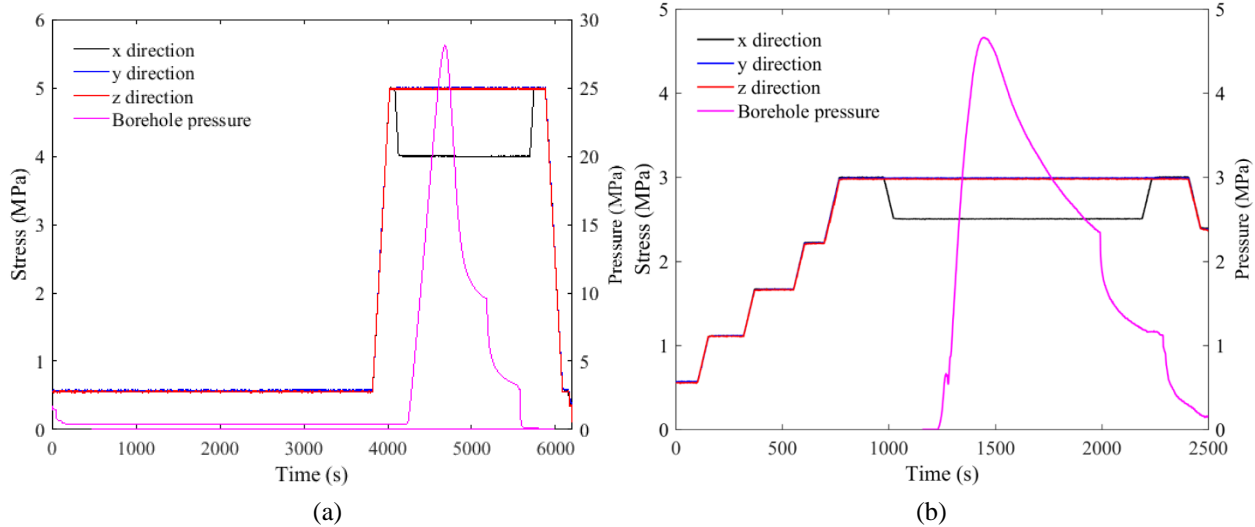 6
5
4
3
2
1
0
Stress (MPa)
x direction
y direction
z direction
Borehole pressure
30
25
20
15
10
5
0
Pressure (MPa)
0 1000 2000 3000 4000 5000 6000
Time (s)
(a)
5
4
3
2
1
0
Stress (MPa)
x direction
y direction
z direction
Borehole pressure
5
4
3
2
1
0
Pressure (MPa)
0 500 1000 1500 2000 2500
Time (s)
(b)